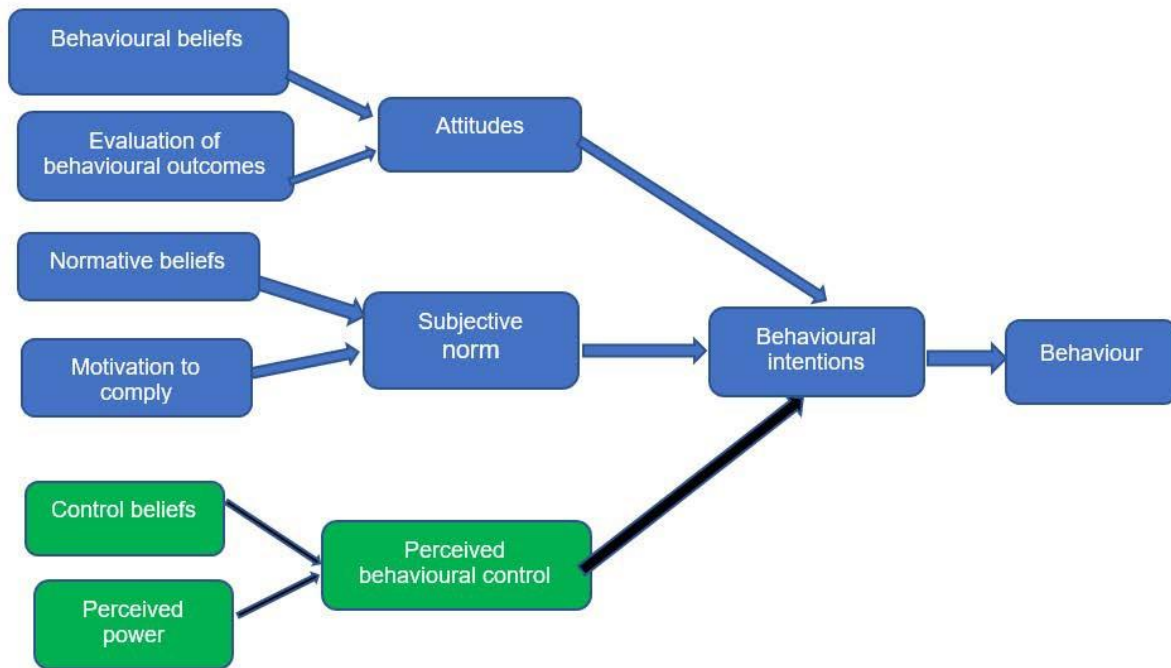 Behavioural beliefs
Evaluation of
behavioural outcomes
Attitudes
Normative beliefs
Motivation to
comply
Subjective
norm
Behavioural
intentions
Behaviour
Control beliefs
Perceived
power
Perceived
behavioural control